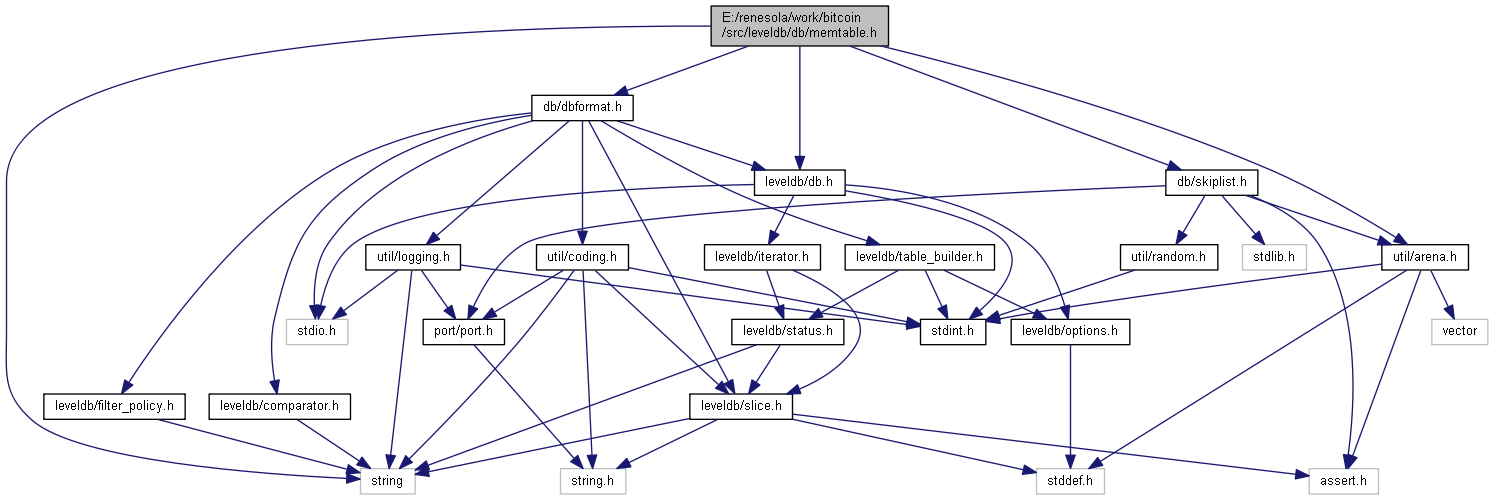 E:/renesola/work/bitcoin
/src/leveldb/db/memtable.h
db/dbformat.h
leveldb/db.h
db/skiplist.h
util/logging.h
util/coding.h
leveldb/iterator.h
leveldb/table_builder.h
util/random.h
stdlib.h
util/arena.h
stdio.h
port/port.h
leveldb/status.h
stdint.h
leveldb/options.h
vector
leveldb/filter_policy.h
leveldb/comparator.h
leveldb/slice.h
string
string.h
stddef.h
assert.h